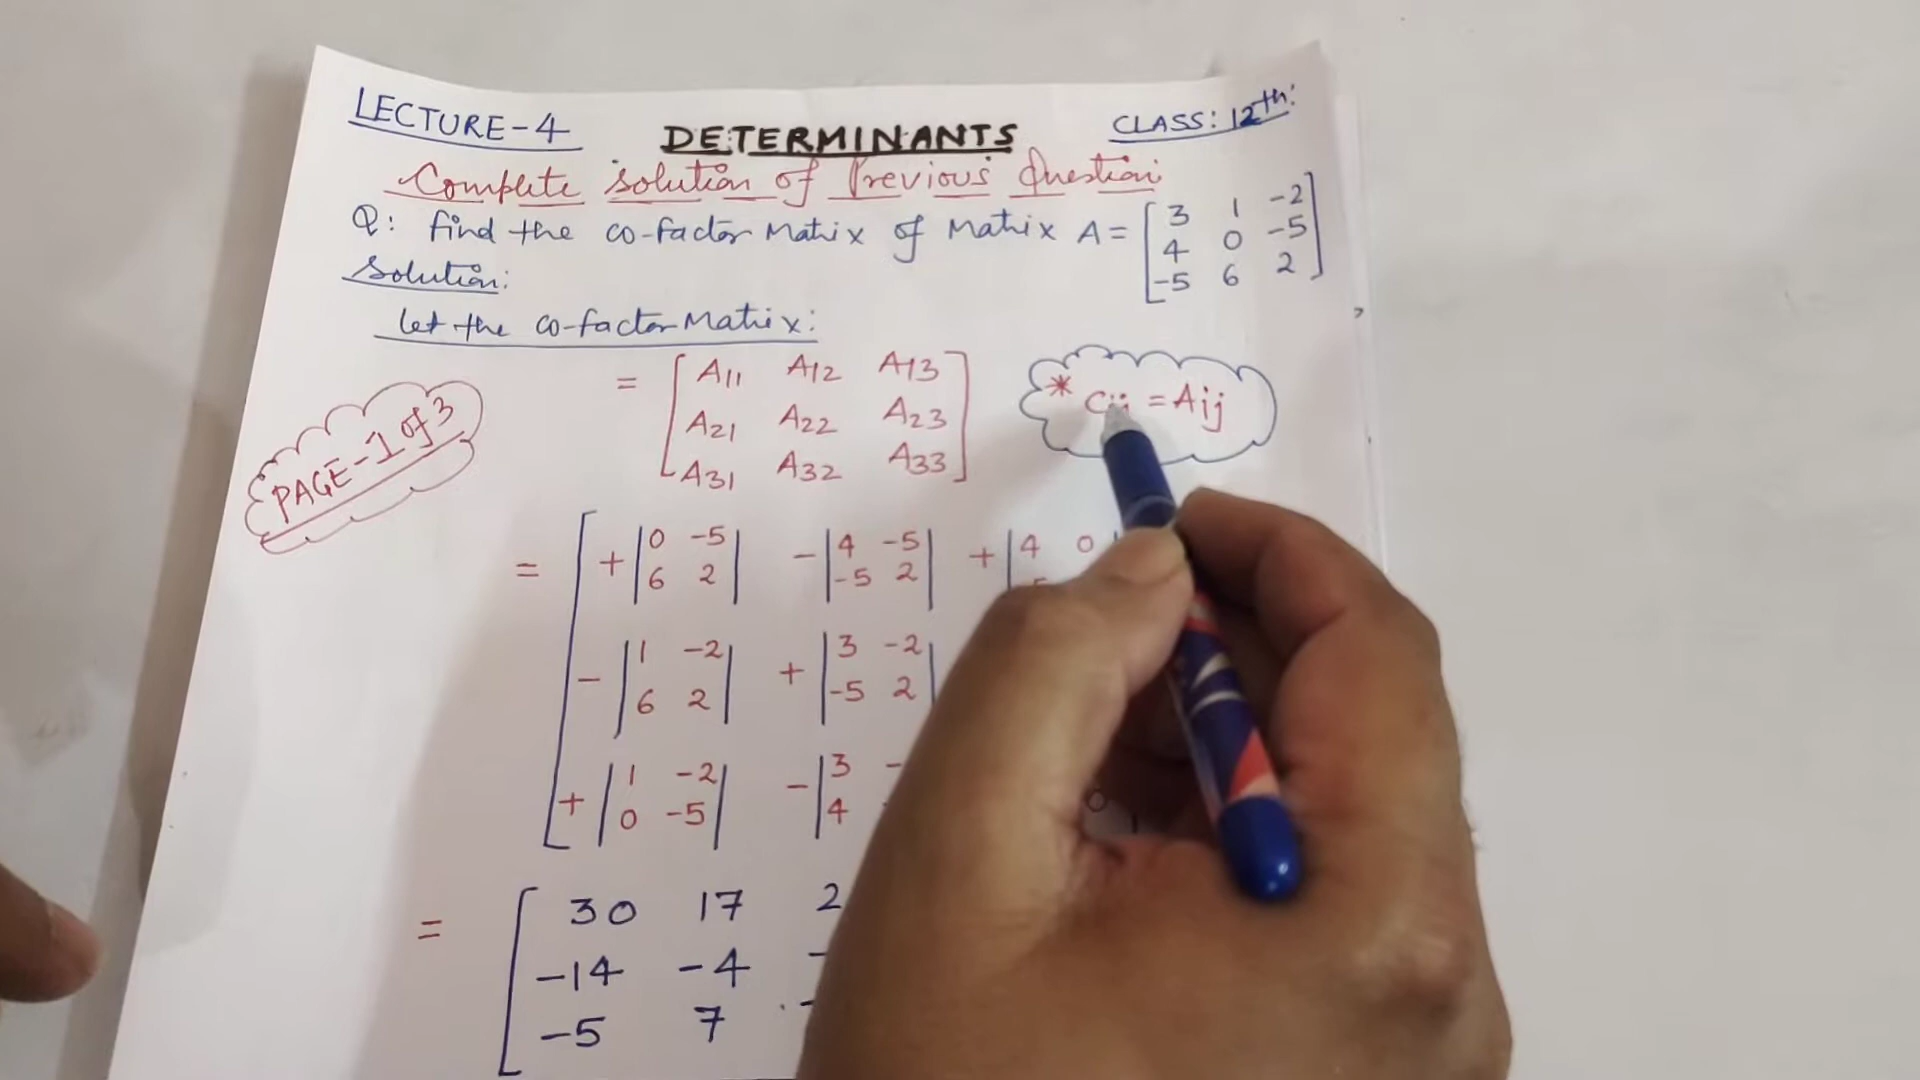 LECTURE-4 DETERMINANTS CLASS: 12th:
Complete solution of Previous Question
Q: find the co-factor Matrix of Matrix A = [ 3 1 -2
4 0 -5
-5 6 2 ]
Solution:
Let the co-factor Matrix:
= [ A11 A12 A13
A21 A22 A23
A31 A32 A33 ]
* Cij = Aij
PAGE-1 of 3
= [ + | 0 -5 | - | 4 -5 | + | 4 0 |
6 2 -5 2
- | 1 -2 | + | 3 -2 |
6 2 -5 2
+ | 1 -2 | - | 3 -
0 -5 4
= [ 30 17 2
-14 -4 -
-5 7 -